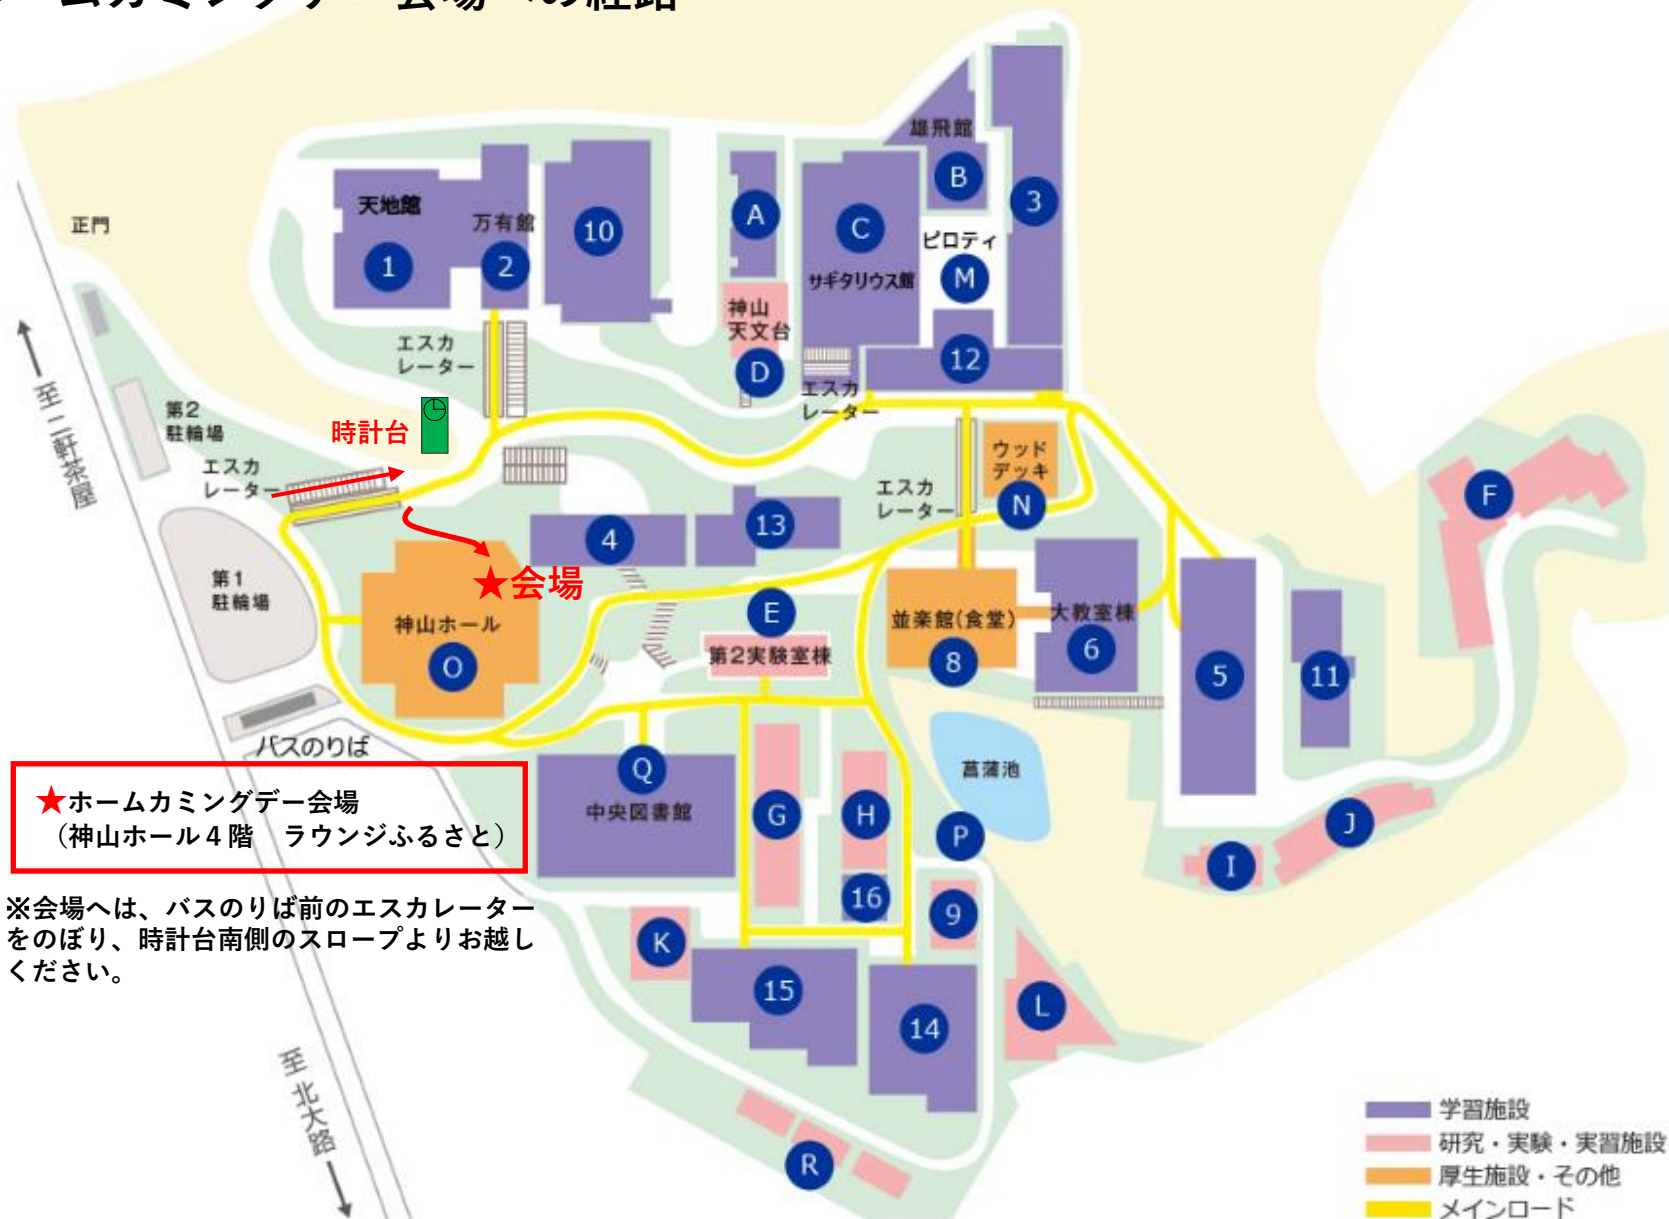 ームカミングデー会場への経路
雄飛館
B
3
天地館
万有館
10
A
C
正門
ピロティ
1
2
サギタリウス館
M
神山
天文台
エスカ
レーター
12
D
エスカ
レーター
至二軒茶屋
第2
駐輪場
時計台
ウッド
デッキ
エスカ
レーター
エスカ
レーター
N
F
4
13
★会場
第1
駐輪場
E
神山ホール
並楽館(食堂)
大教室棟
第2実験室棟
O
8
6
5
11
バスのりば
Q
菖蒲池
中央図書館
G
H
P
J
I
★ホームカミングデー会場
(神山ホール4階 ラウンジふるさと)
16
9
※会場へは、バスのりば前のエスカレーター
をのぼり、時計台南側のスロープよりお越し
ください。
K
15
14
L
至北大路
R
学習施設
研究・実験・実習施設
厚生施設・その他
メインロード